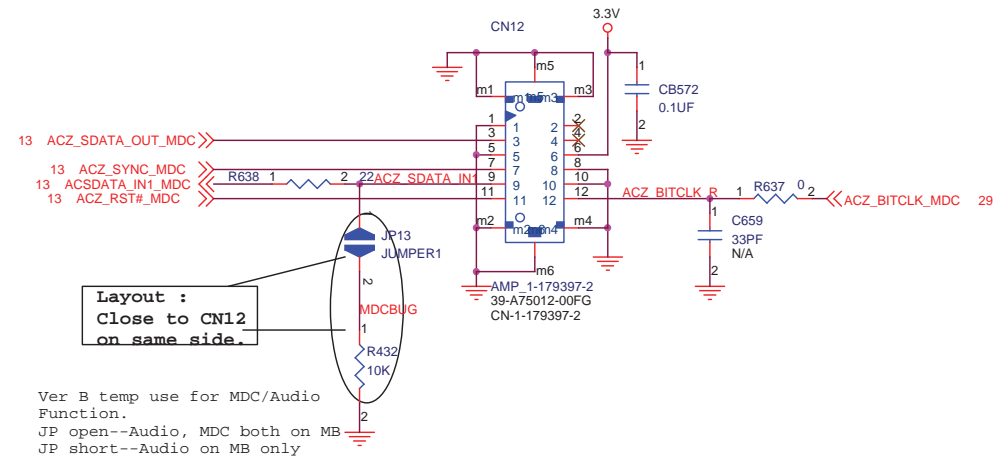 3.3V
CN12
m5
1
m1
m1
m5
m3
m3
CB572
0.1UF
2
1
1
2
2
13 ACZ_SDATA_OUT_MDC
3
3
4
4
5
5
6
6
13 ACZ_SYNC_MDC
7
7
8
8
13 ACSDATA_IN1_MDC
R638
1
2
22
ACZ_SDATA_IN1
9
9
10
10
13 ACZ_RST#_MDC
11
11
12
12
ACZ_BITCLK_R
1
R637
0
2
ACZ_BITCLK_MDC 29
1
C659
33PF
N/A
2
m2
m2
m6
m4
m4
m6
1
JP13
JUMPER1
2
AMP_1-179397-2
39-A75012-00FG
CN-1-179397-2
MDCBUG
Layout :
Close to CN12
on same side.
1
R432
10K
2
Ver B temp use for MDC/Audio
Function.
JP open--Audio, MDC both on MB
JP short--Audio on MB only